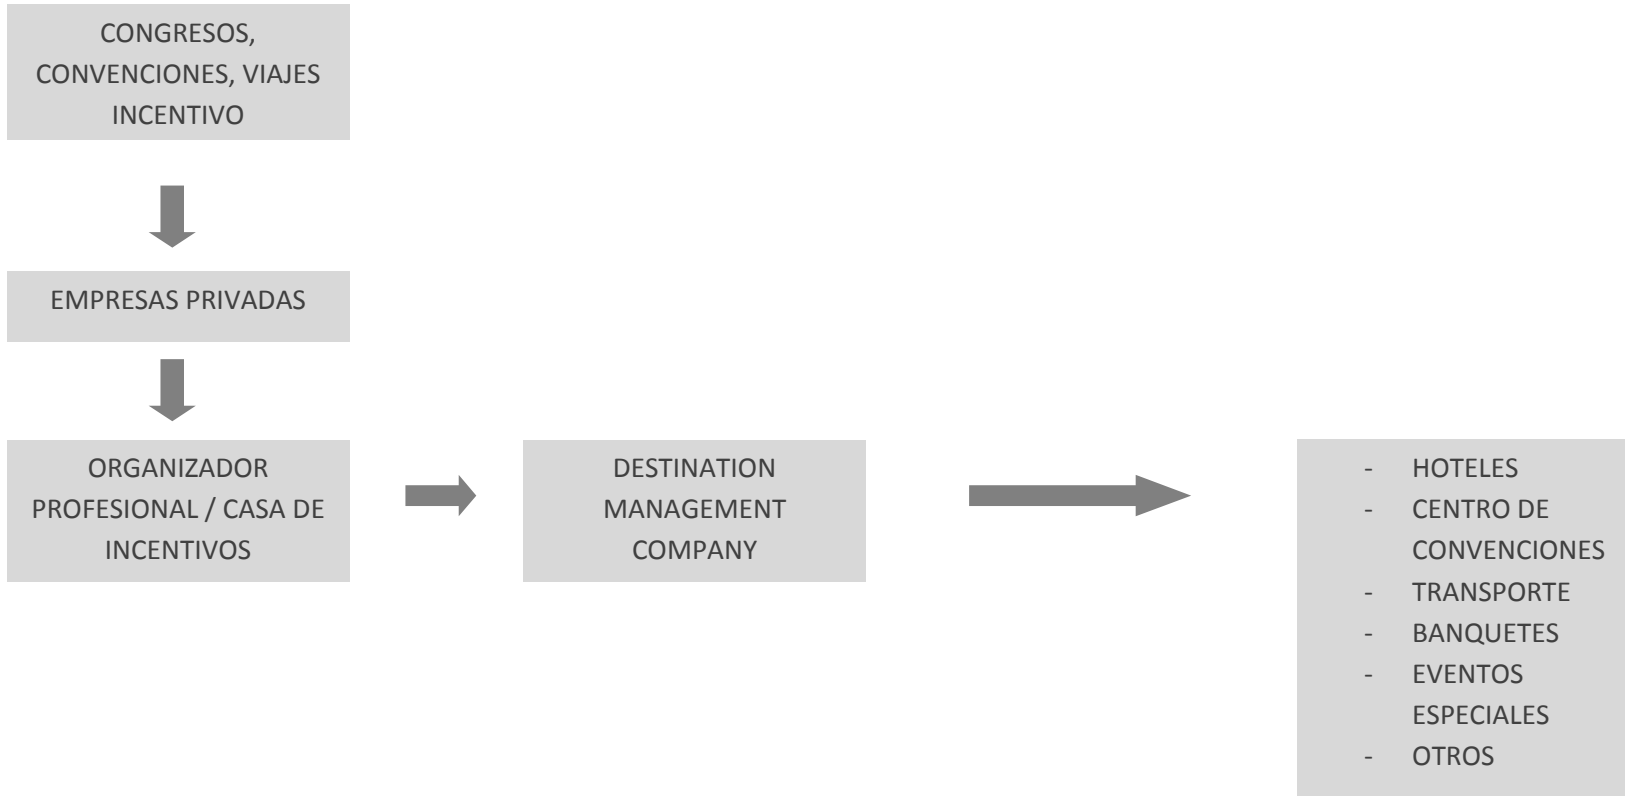 CONGRESOS,
CONVENCIONES, VIAJES
INCENTIVO
EMPRESAS PRIVADAS
ORGANIZADOR
PROFESIONAL / CASA DE
INCENTIVOS
DESTINATION
MANAGEMENT
COMPANY
- HOTELES
- CENTRO DE
CONVENCIONES
- TRANSPORTE
- BANQUETES
- EVENTOS
ESPECIALES
- OTROS